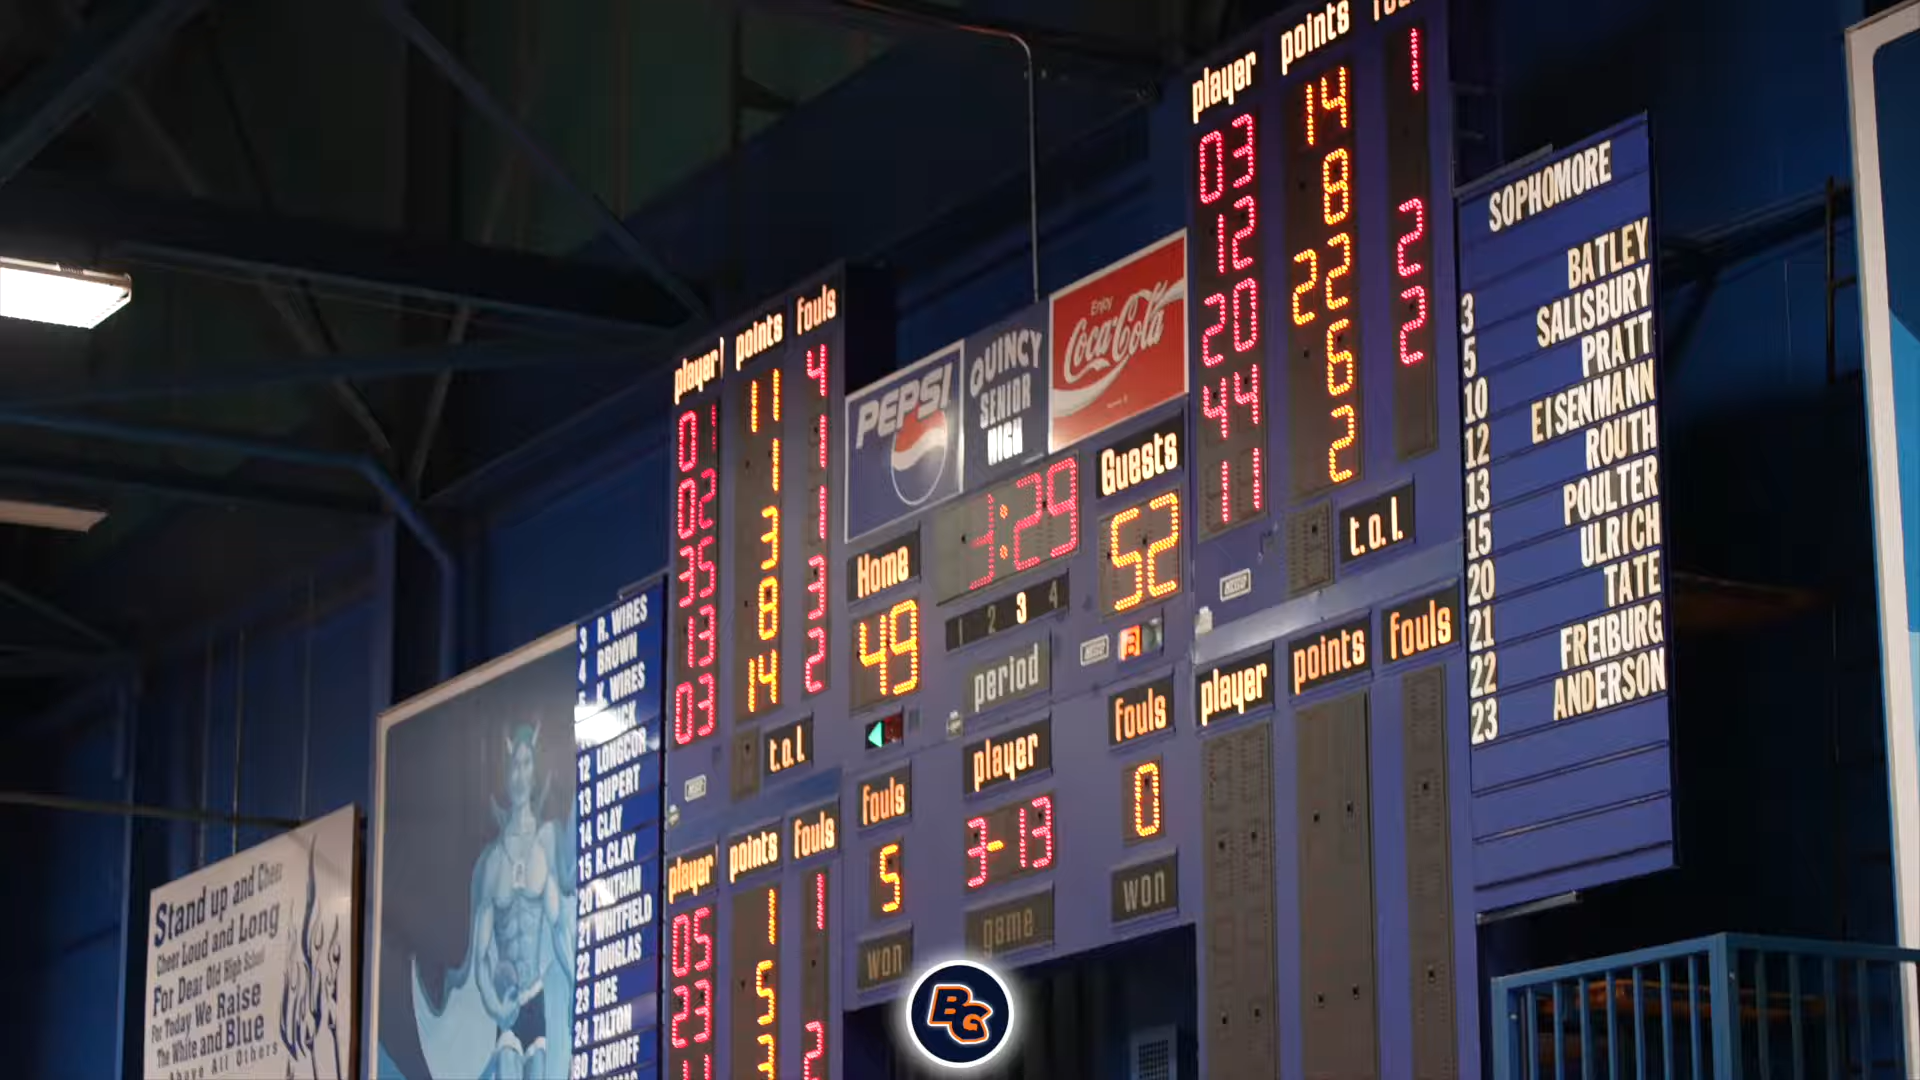 player points
03 14 1
12 8
20 22 2
44 6 2
11 2
t.o.l.
player points fouls
SOPHOMORE
BATLEY
3 SALISBURY
5 PRATT
10 EISENMANN
12 ROUTH
13 POULTER
15 ULRICH
20 TATE
21 FREIBURG
22 ANDERSON
23
PEPSI
QUINCY
SENIOR
HIGH
Enjoy
Coca-Cola
Home 3:29 Guests
49 52
1 2 3 4
period
fouls player fouls
5 3-13 0
won game won
player points fouls
11 4
1 1
02 3 1
35 8 3
13 14 2
03
t.o.l.
player points fouls
05 1 1
23 5
3 2
3 R. WIRES
4 BROWN
K. WIRES
12 LONGCOR
13 RUPERT
14 CLAY
15 R.CLAY
20
21 WHITFIELD
22 DOUGLAS
23 RICE
24 TALTON
30 ECKHOFF
Stand up and Cheer
Cheer Loud and Long
For Dear Old High School
For Today We Raise
The White and Blue
Above All Others
BG